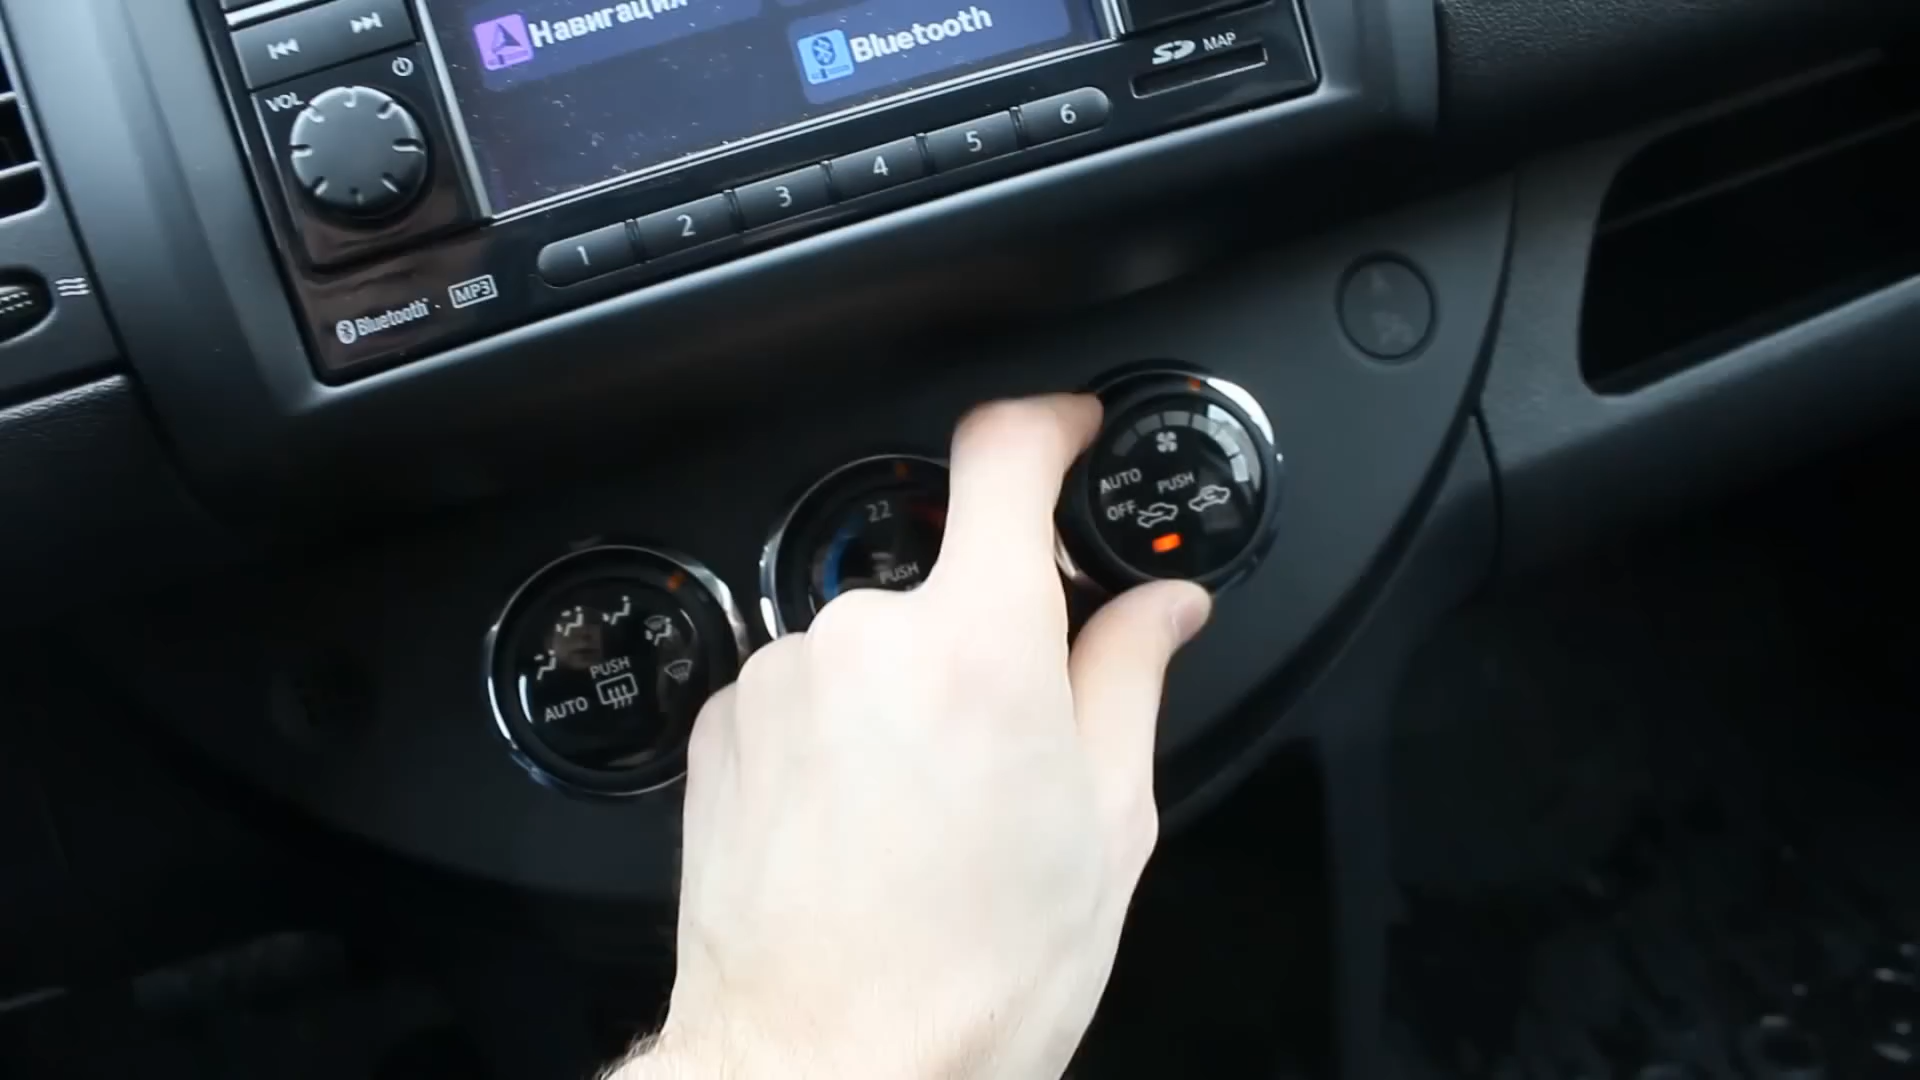 Навигация
Bluetooth
VOL
SD MAP
1 2 3 4 5 6
Bluetooth MP3
AUTO PUSH
OFF
22
PUSH
PUSH
AUTO